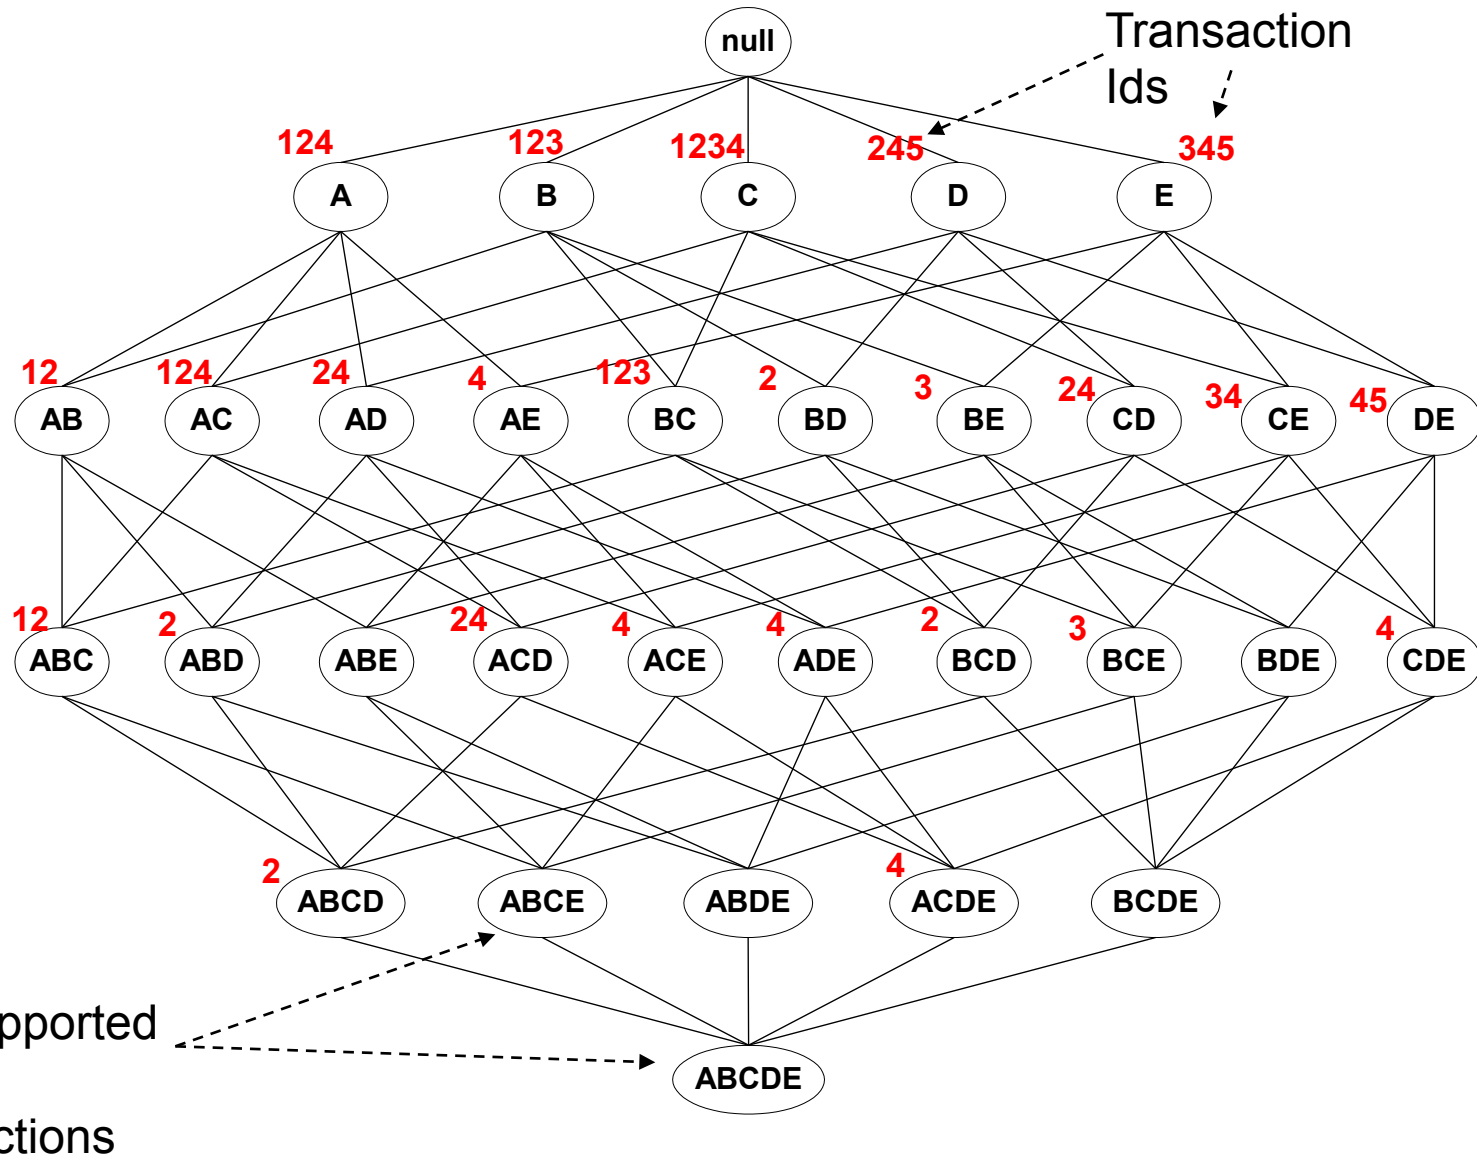 null
Transaction
Ids
124 123 1234 245 345
A B C D E
12 124 24 4 123 2 3 24 34 45
AB AC AD AE BC BD BE CD CE DE
12 2 24 4 4 2 3 4
ABC ABD ABE ACD ACE ADE BCD BCE BDE CDE
2 4
ABCD ABCE ABDE ACDE BCDE
pported
ABCDE
ctions